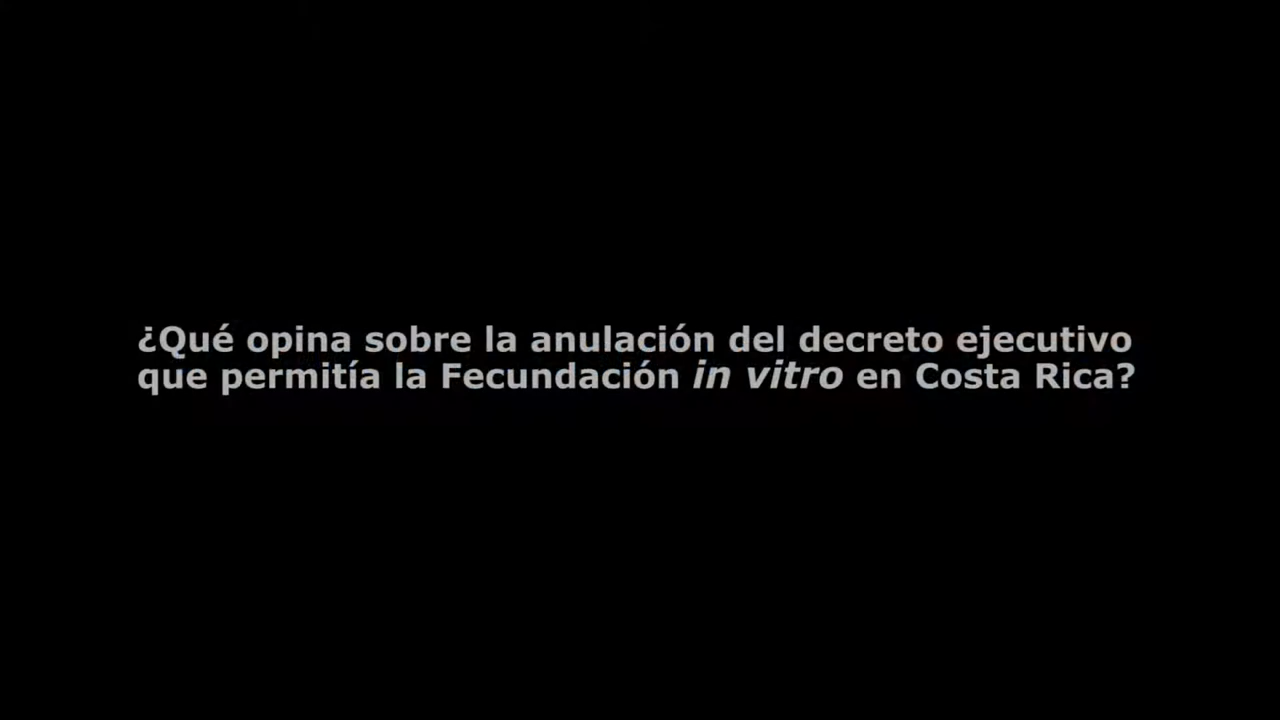 ¿Qué opina sobre la anulación del decreto ejecutivo
que permitía la Fecundación in vitro en Costa Rica?